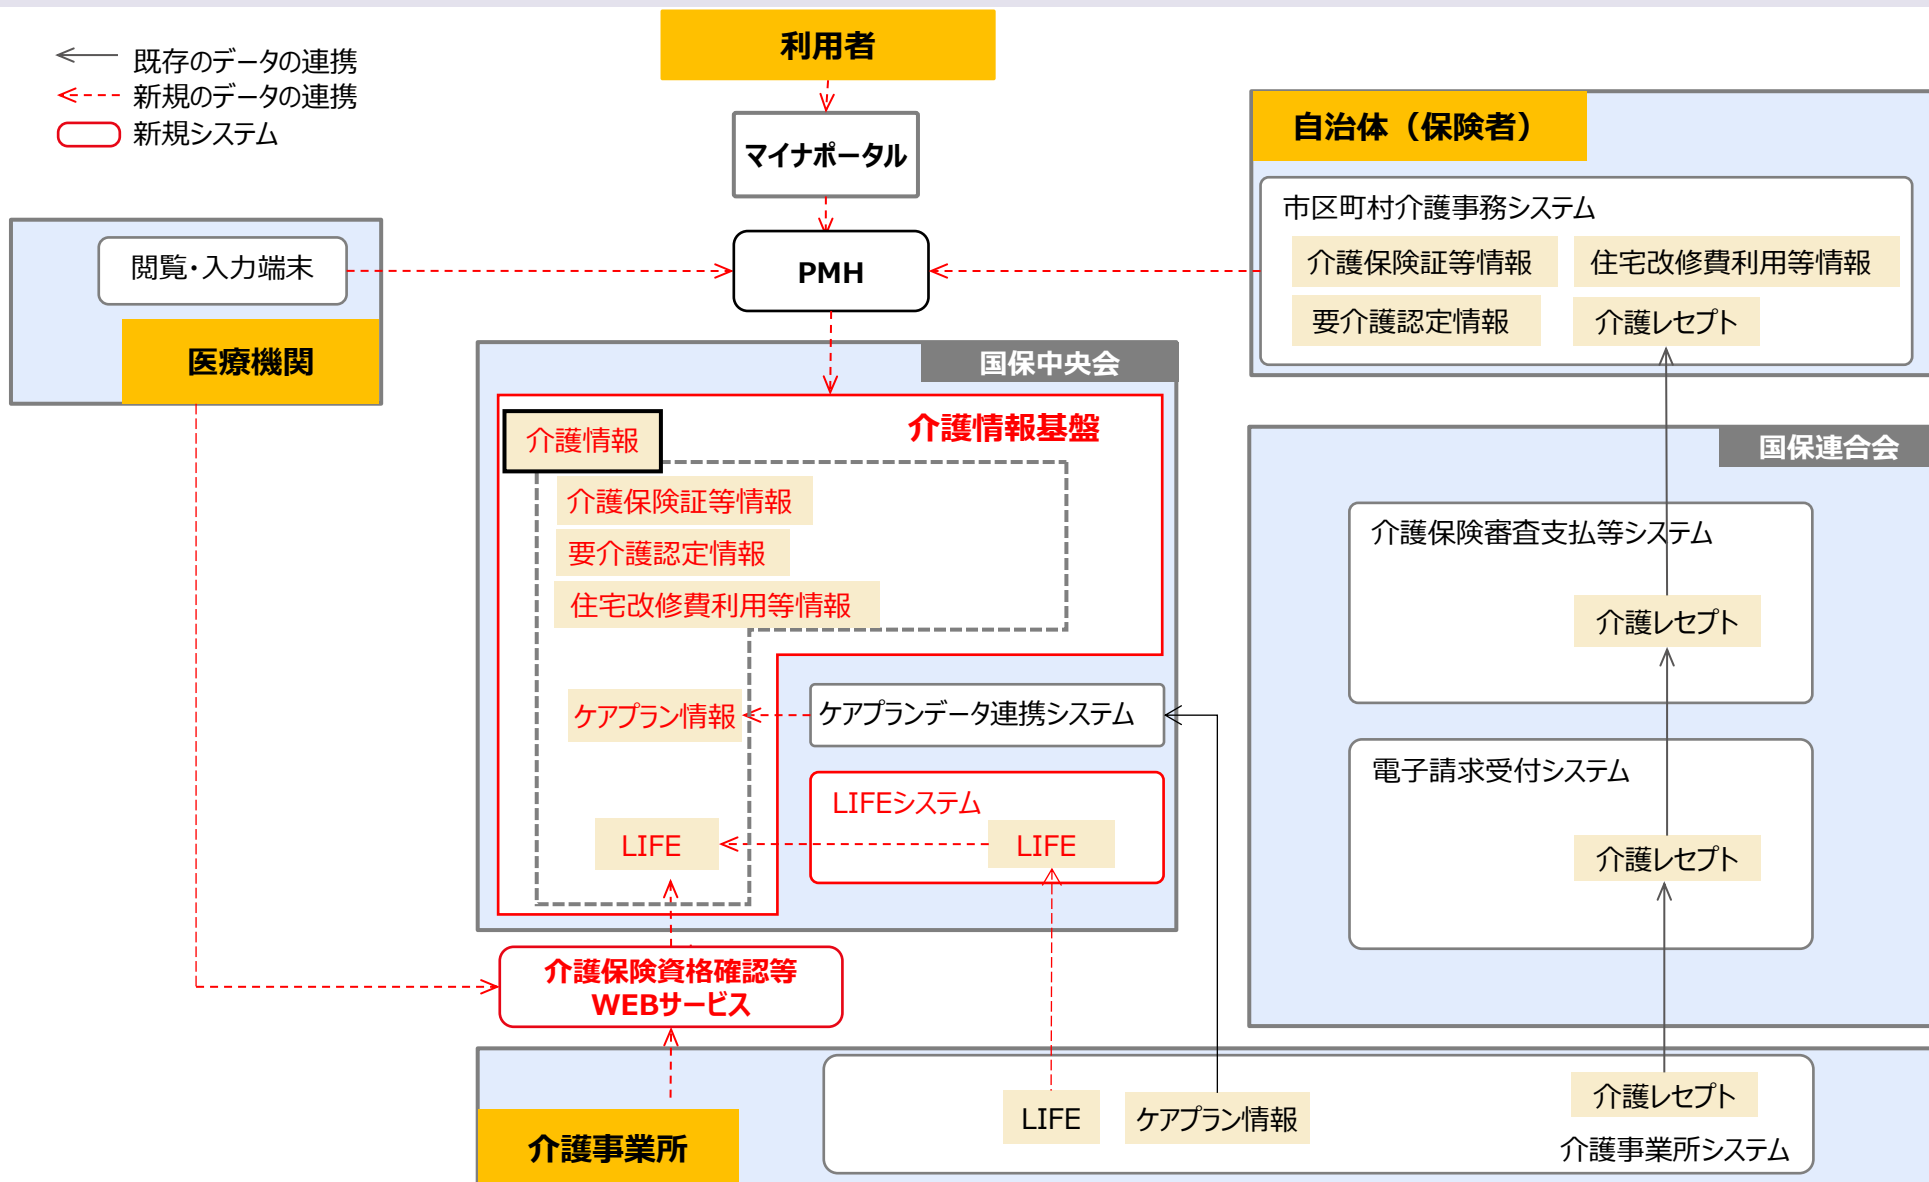 既存のデータの連携
新規のデータの連携
新規システム
利用者
マイナポータル
PMH
閲覧・入力端末
医療機関
自治体（保険者）
市区町村介護事務システム
介護保険証等情報
住宅改修費利用等情報
要介護認定情報
介護レセプト
国保中央会
介護情報基盤
介護情報
介護保険証等情報
要介護認定情報
住宅改修費利用等情報
ケアプラン情報
ケアプランデータ連携システム
LIFEシステム
LIFE
LIFE
国保連合会
介護保険審査支払等システム
介護レセプト
電子請求受付システム
介護レセプト
介護保険資格確認等
WEBサービス
介護事業所
LIFE
ケアプラン情報
介護レセプト
介護事業所システム